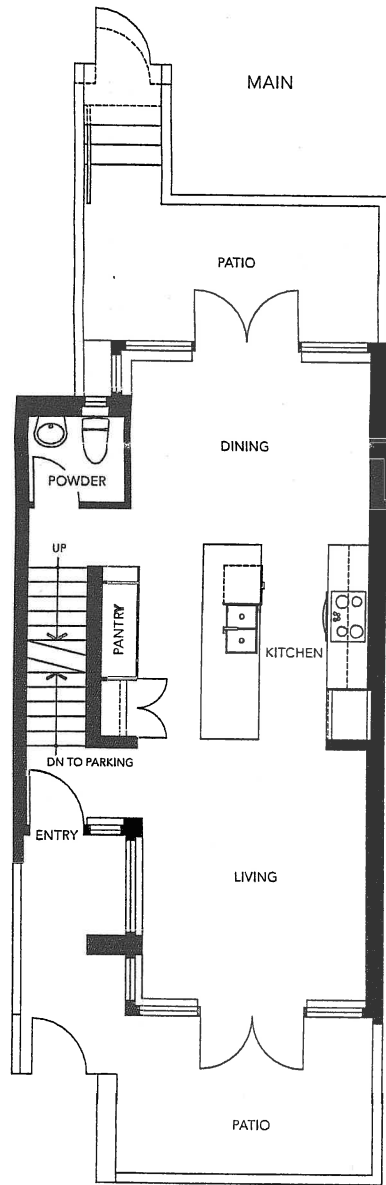 MAIN
PATIO
DINING
POWDER
UP
PANTRY
KITCHEN
DN TO PARKING
ENTRY
LIVING
PATIO